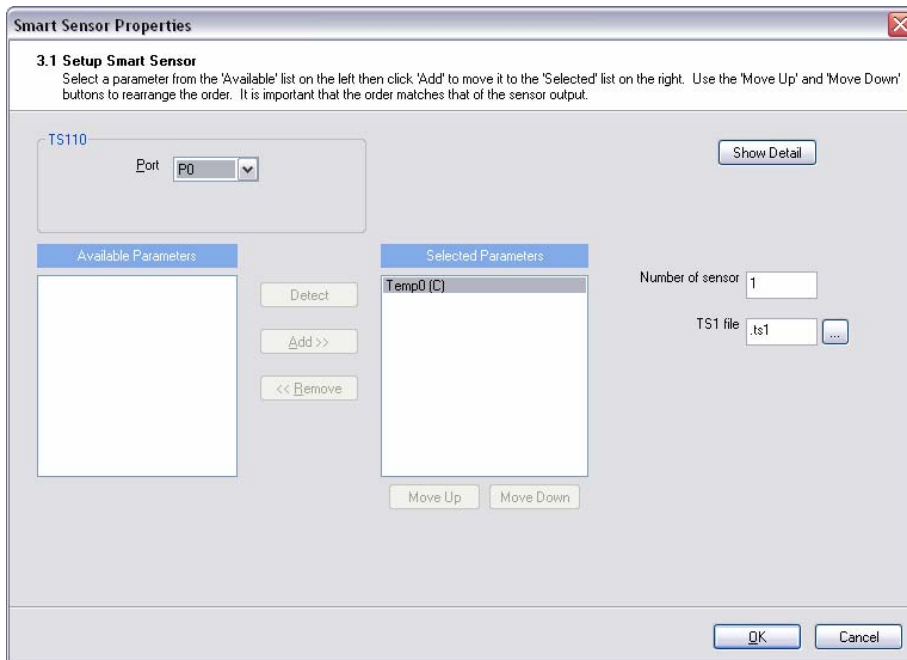 Smart Sensor Properties
3.1 Setup Smart Sensor
Select a parameter from the 'Available' list on the left then click 'Add' to move it to the 'Selected' list on the right. Use the 'Move Up' and 'Move Down'
buttons to rearrange the order. It is important that the order matches that of the sensor output.
TS110
Port P0
Show Detail
Available Parameters
Detect
Add >>
<< Remove
Selected Parameters
Temp0 (C)
Move Up Move Down
Number of sensor 1
TS1 file .ts1 ...
OK Cancel